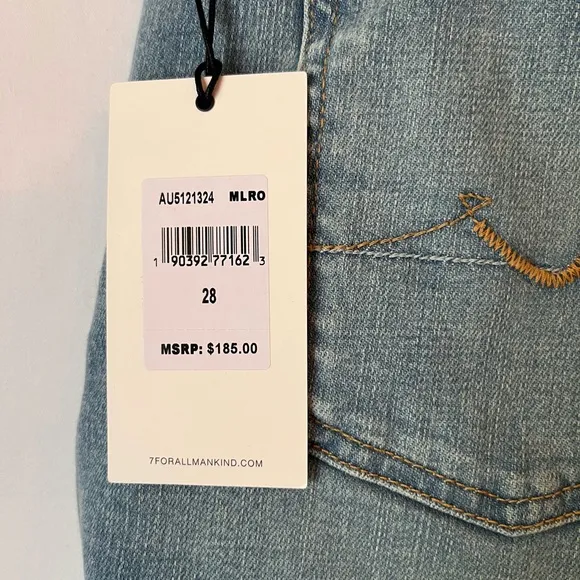 AU5121324 MLRO
1 90392 77162 3
28
MSRP: $185.00
7FORALLMANKIND.COM